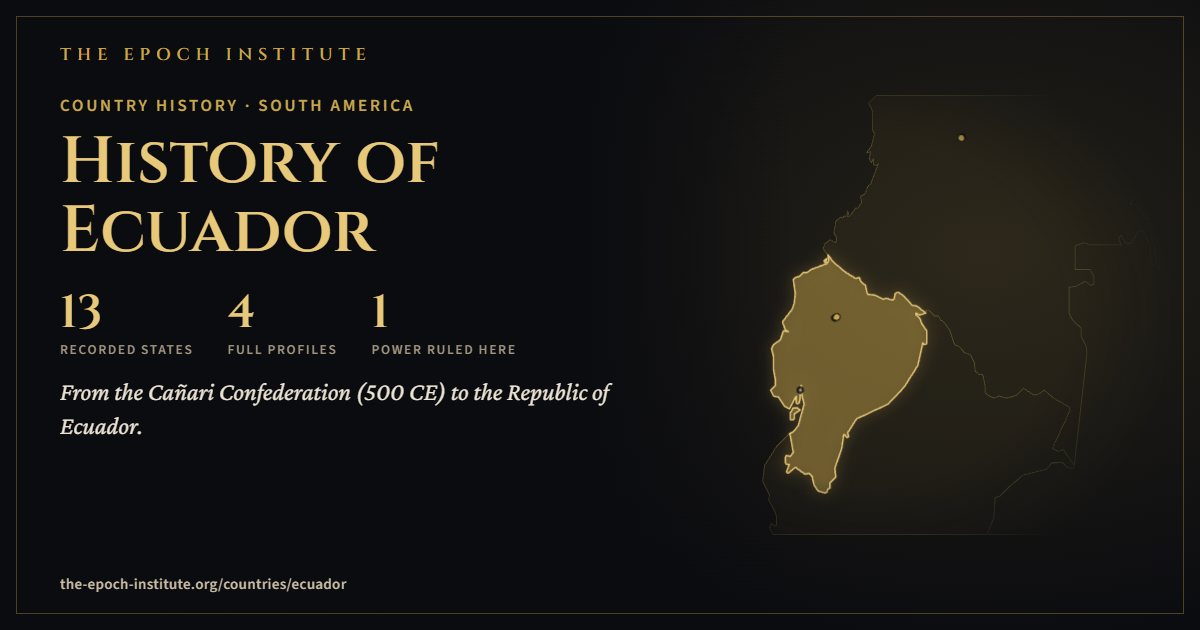 THE EPOCH INSTITUTE
COUNTRY HISTORY · SOUTH AMERICA
HISTORY OF
ECUADOR
13 4 1
RECORDED STATES FULL PROFILES POWER RULED HERE
From the Cañari Confederation (500 CE) to the Republic of
Ecuador.
the-epoch-institute.org/countries/ecuador